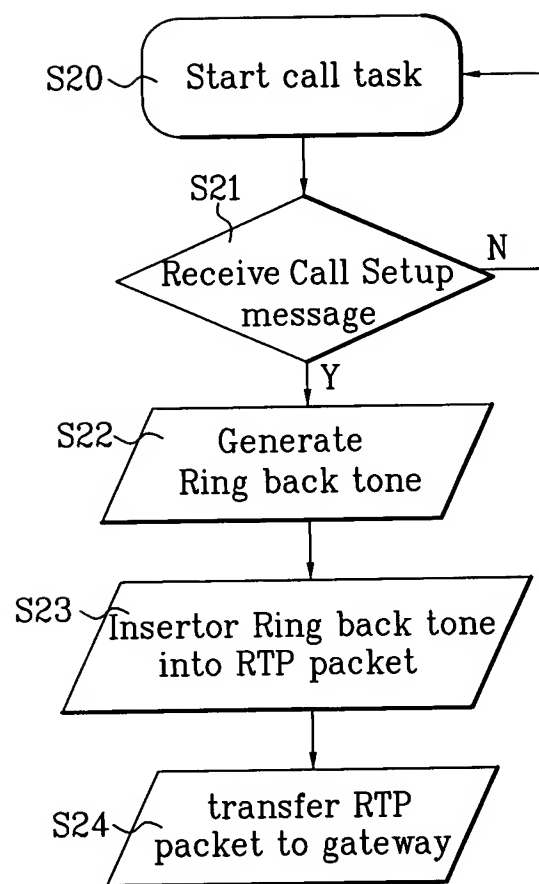 S20
Start call task
S21
N
Receive Call Setup
message
Y
S22
Generate
Ring back tone
S23
Insertor Ring back tone
into RTP packet
S24
transfer RTP
packet to gateway